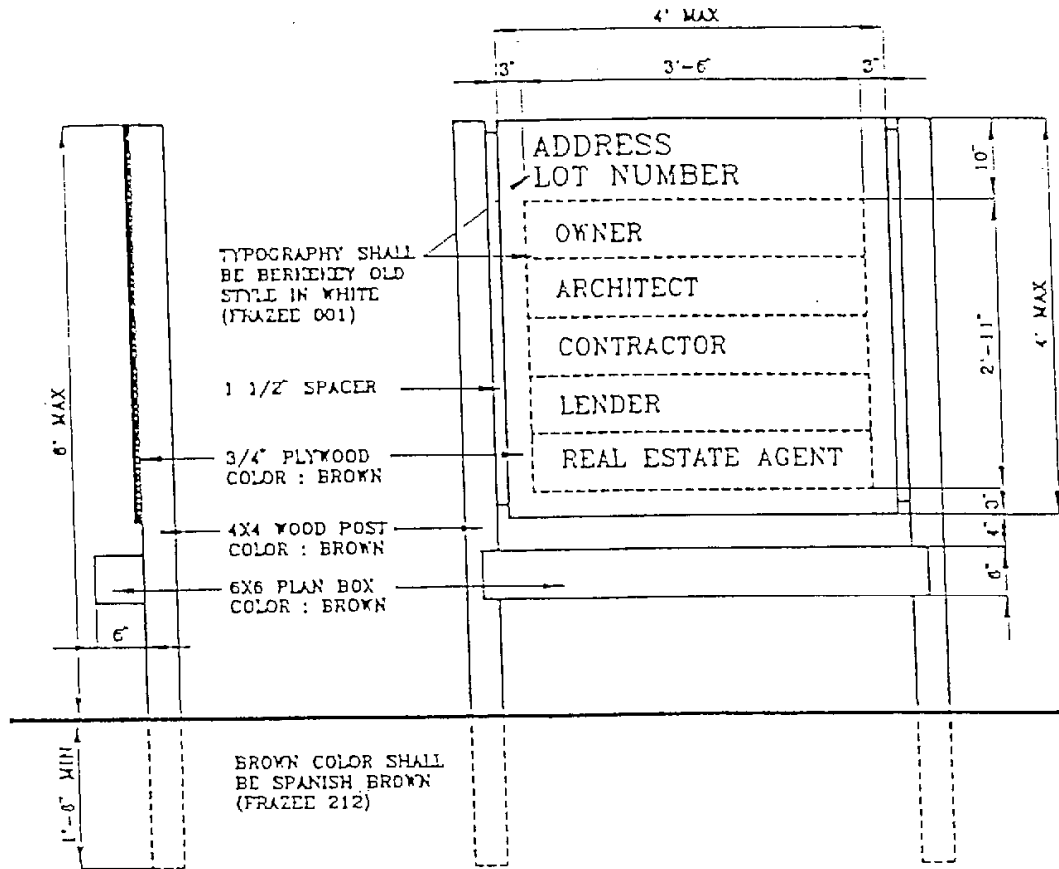 4' MAX
3" 3'-6" 3"
ADDRESS
LOT NUMBER
OWNER
ARCHITECT
CONTRACTOR
LENDER
REAL ESTATE AGENT
10"
2'-11"
3"
4"
6"
4' MAX
TYPOGRAPHY SHALL
BE BERKELEY OLD
STYLE IN WHITE
(FRAZEE 001)
1 1/2" SPACER
3/4" PLYWOOD
COLOR : BROWN
4X4 WOOD POST
COLOR : BROWN
6X6 PLAN BOX
COLOR : BROWN
6' MAX
6"
1'-6" MIN
BROWN COLOR SHALL
BE SPANISH BROWN
(FRAZEE 212)